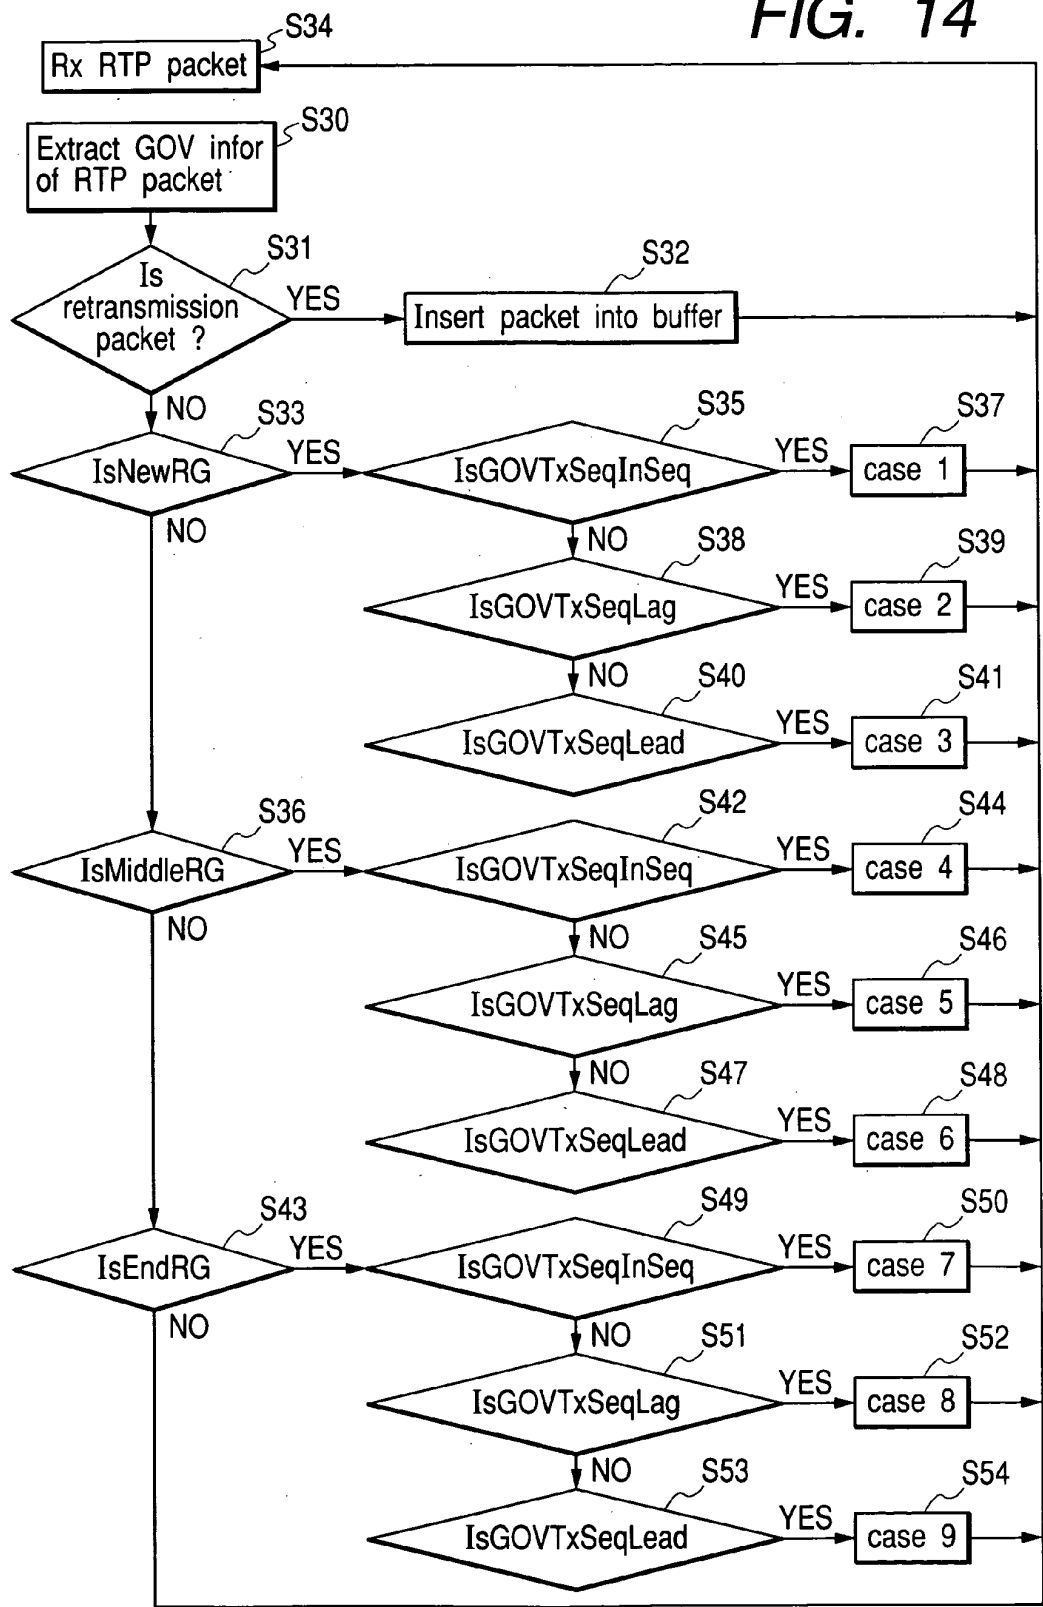 FIG. 14
S34
Rx RTP packet
S30
Extract GOV infor
of RTP packet
S31
Is
retransmission
packet ?
YES
S32
Insert packet into buffer
NO
S33
IsNewRG
YES
S35
IsGOVTxSeqInSeq
YES
S37
case 1
NO
NO
S38
IsGOVTxSeqLag
YES
S39
case 2
NO
S40
IsGOVTxSeqLead
YES
S41
case 3
S36
IsMiddleRG
YES
S42
IsGOVTxSeqInSeq
YES
S44
case 4
NO
NO
S45
IsGOVTxSeqLag
YES
S46
case 5
NO
S47
IsGOVTxSeqLead
YES
S48
case 6
S43
IsEndRG
YES
S49
IsGOVTxSeqInSeq
YES
S50
case 7
NO
NO
S51
IsGOVTxSeqLag
YES
S52
case 8
NO
S53
IsGOVTxSeqLead
YES
S54
case 9